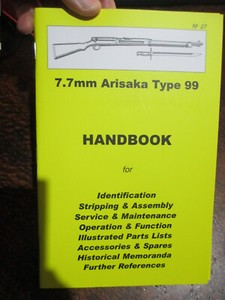 M 27
7.7mm Arisaka Type 99
HANDBOOK
for
Identification
Stripping & Assembly
Service & Maintenance
Operation & Function
Illustrated Parts Lists
Accessories & Spares
Historical Memoranda
Further References